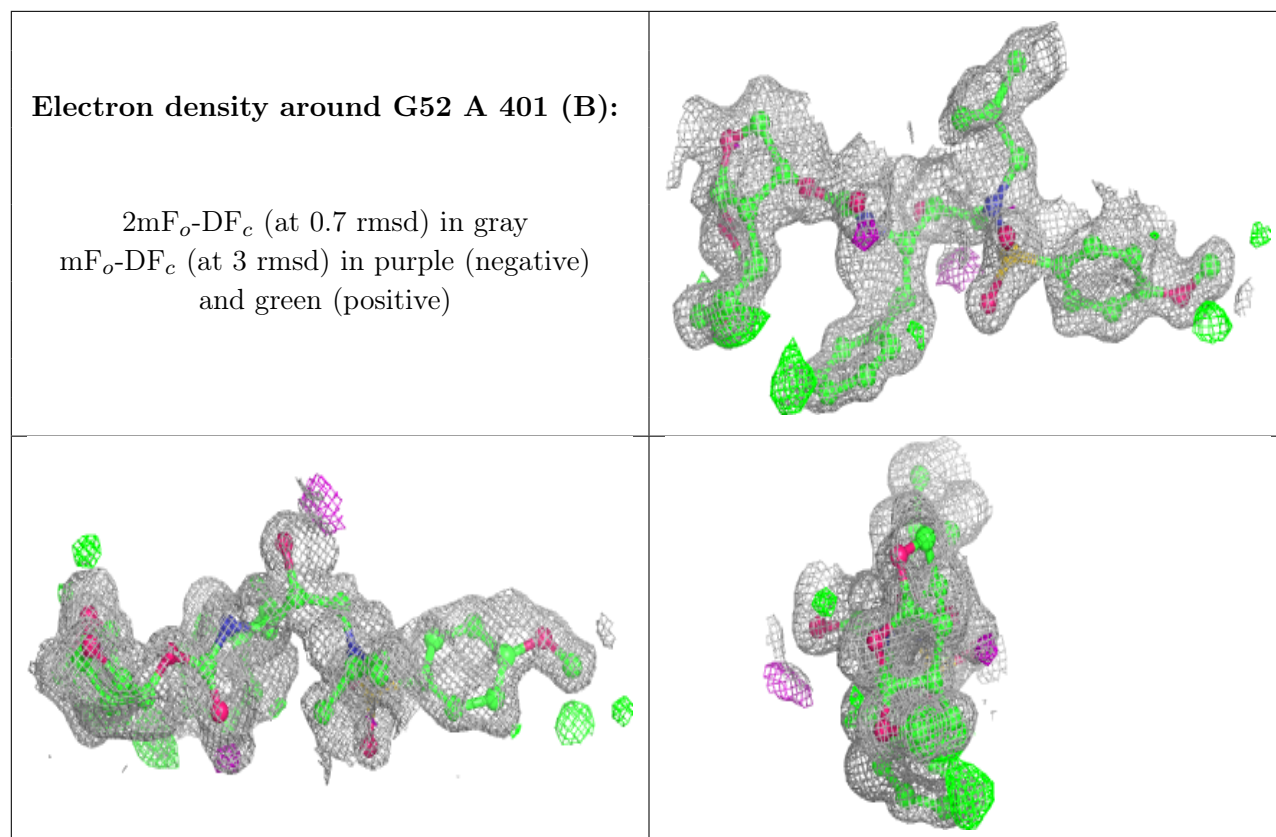 Electron density around G52 A 401 (B):
2mFo-DFc (at 0.7 rmsd) in gray
mFo-DFc (at 3 rmsd) in purple (negative)
and green (positive)